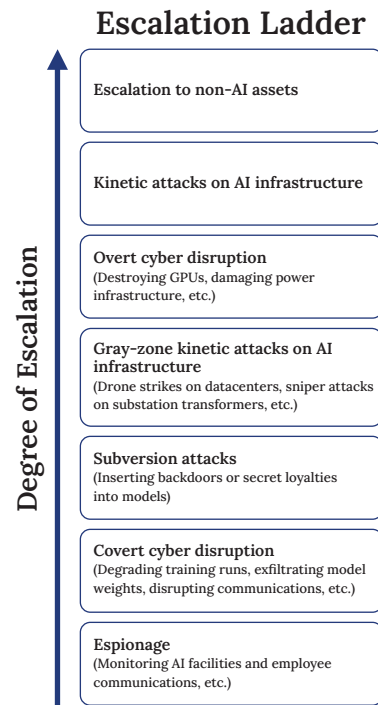 Escalation Ladder
Degree of Escalation
Escalation to non-AI assets
Kinetic attacks on AI infrastructure
Overt cyber disruption
(Destroying GPUs, damaging power
infrastructure, etc.)
Gray-zone kinetic attacks on AI
infrastructure
(Drone strikes on datacenters, sniper attacks
on substation transformers, etc.)
Subversion attacks
(Inserting backdoors or secret loyalties
into models)
Covert cyber disruption
(Degrading training runs, exfiltrating model
weights, disrupting communications, etc.)
Espionage
(Monitoring AI facilities and employee
communications, etc.)